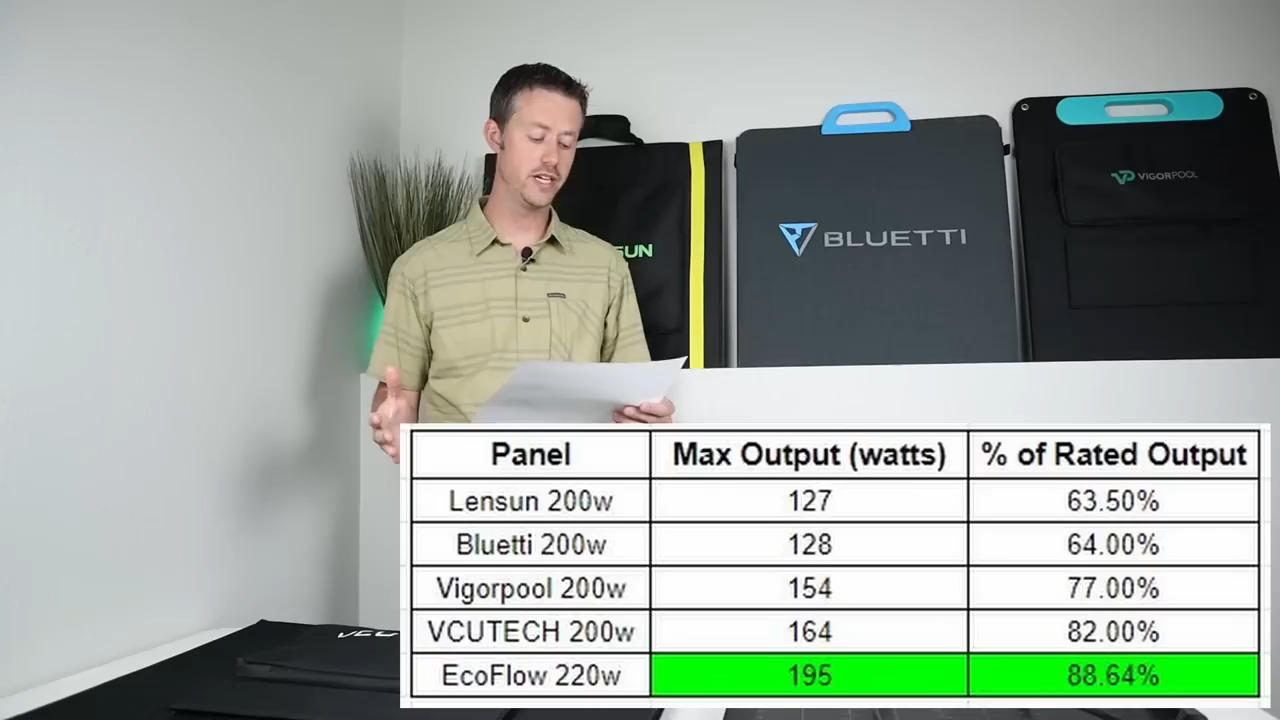 SUN
BLUETTI
VIGORPOOL
Panel Max Output (watts) % of Rated Output
Lensun 200w 127 63.50%
Bluetti 200w 128 64.00%
Vigorpool 200w 154 77.00%
VCUTECH 200w 164 82.00%
EcoFlow 220w 195 88.64%